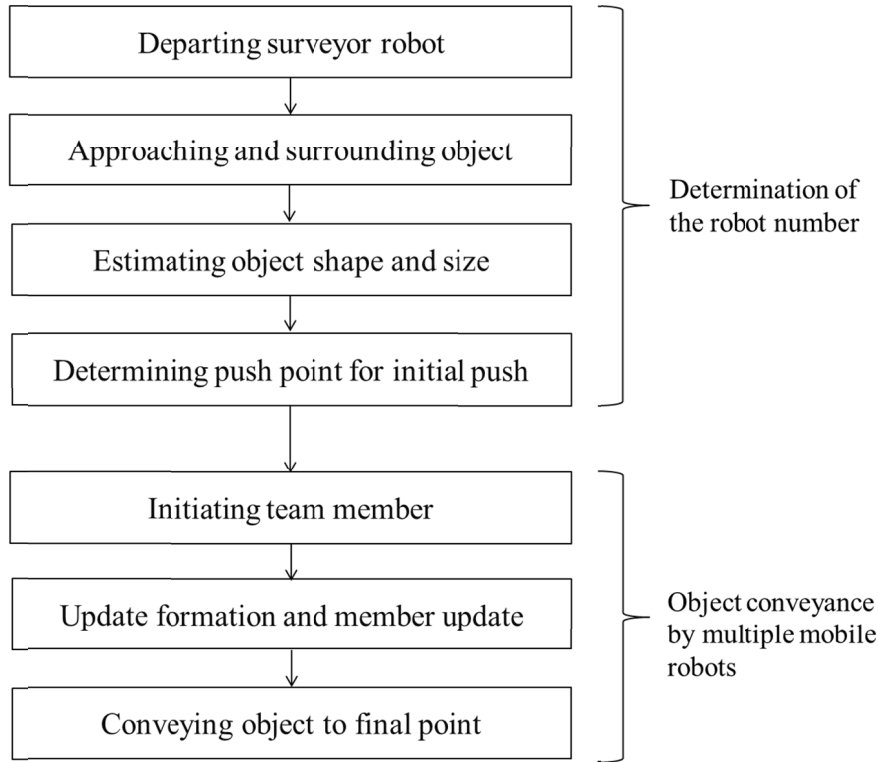 Departing surveyor robot
Approaching and surrounding object
Estimating object shape and size
Determining push point for initial push
Determination of
the robot number
Initiating team member
Update formation and member update
Conveying object to final point
Object conveyance
by multiple mobile
robots